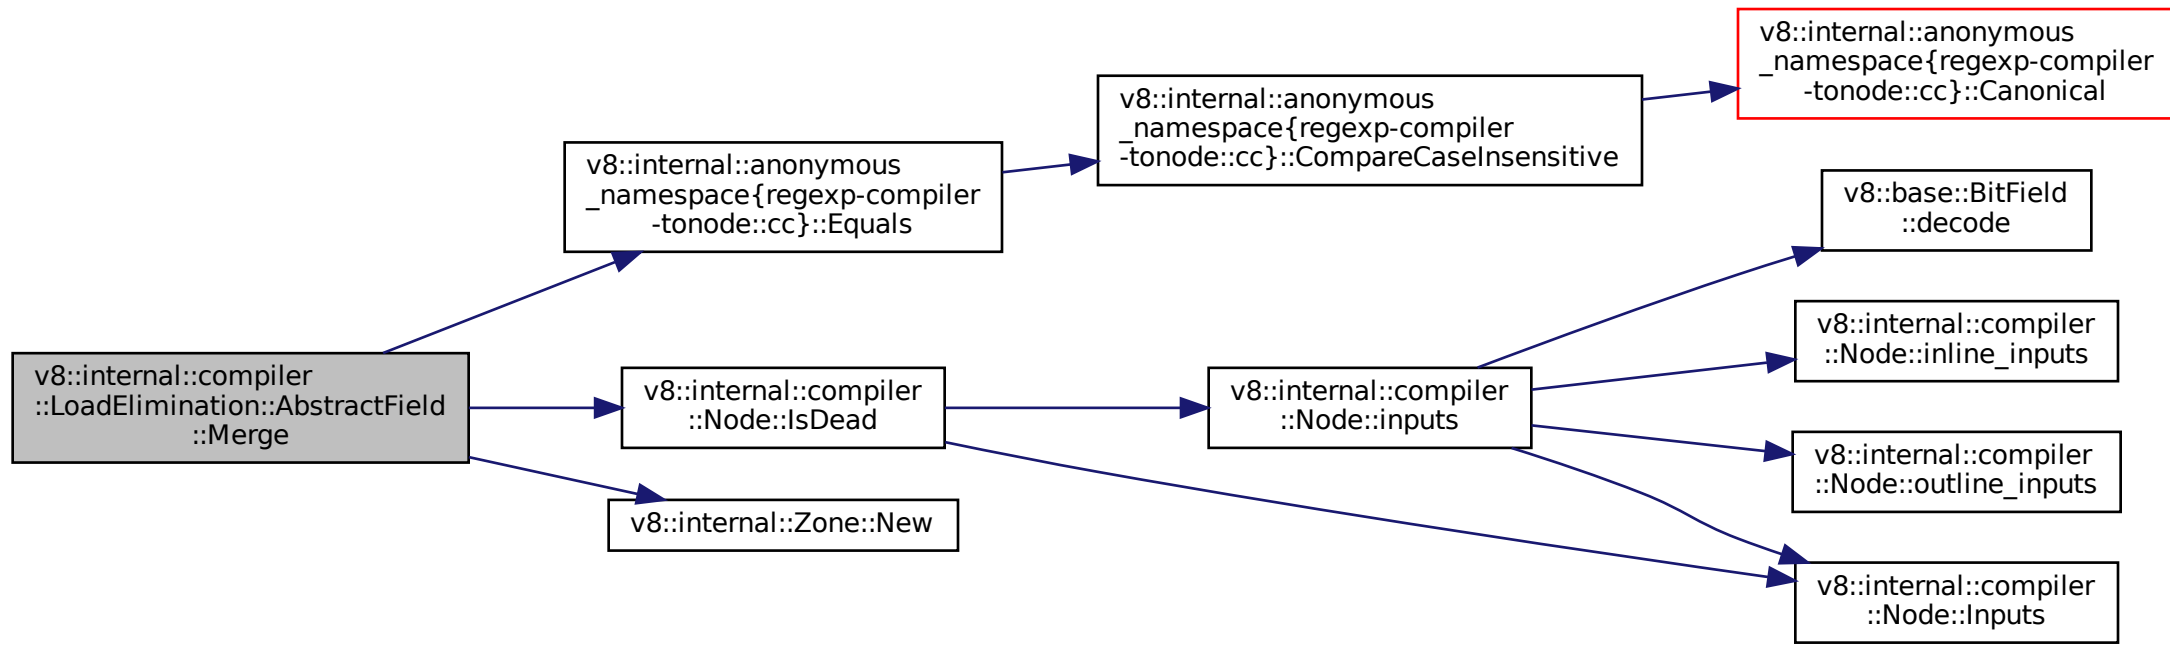 v8::internal::compiler
::LoadElimination::AbstractField
::Merge
v8::internal::anonymous
_namespace{regexp-compiler
-tonode::cc}::Equals
v8::internal::anonymous
_namespace{regexp-compiler
-tonode::cc}::CompareCaseInsensitive
v8::internal::anonymous
_namespace{regexp-compiler
-tonode::cc}::Canonical
v8::internal::compiler
::Node::IsDead
v8::internal::compiler
::Node::inputs
v8::base::BitField
::decode
v8::internal::compiler
::Node::inline_inputs
v8::internal::compiler
::Node::outline_inputs
v8::internal::compiler
::Node::Inputs
v8::internal::Zone::New